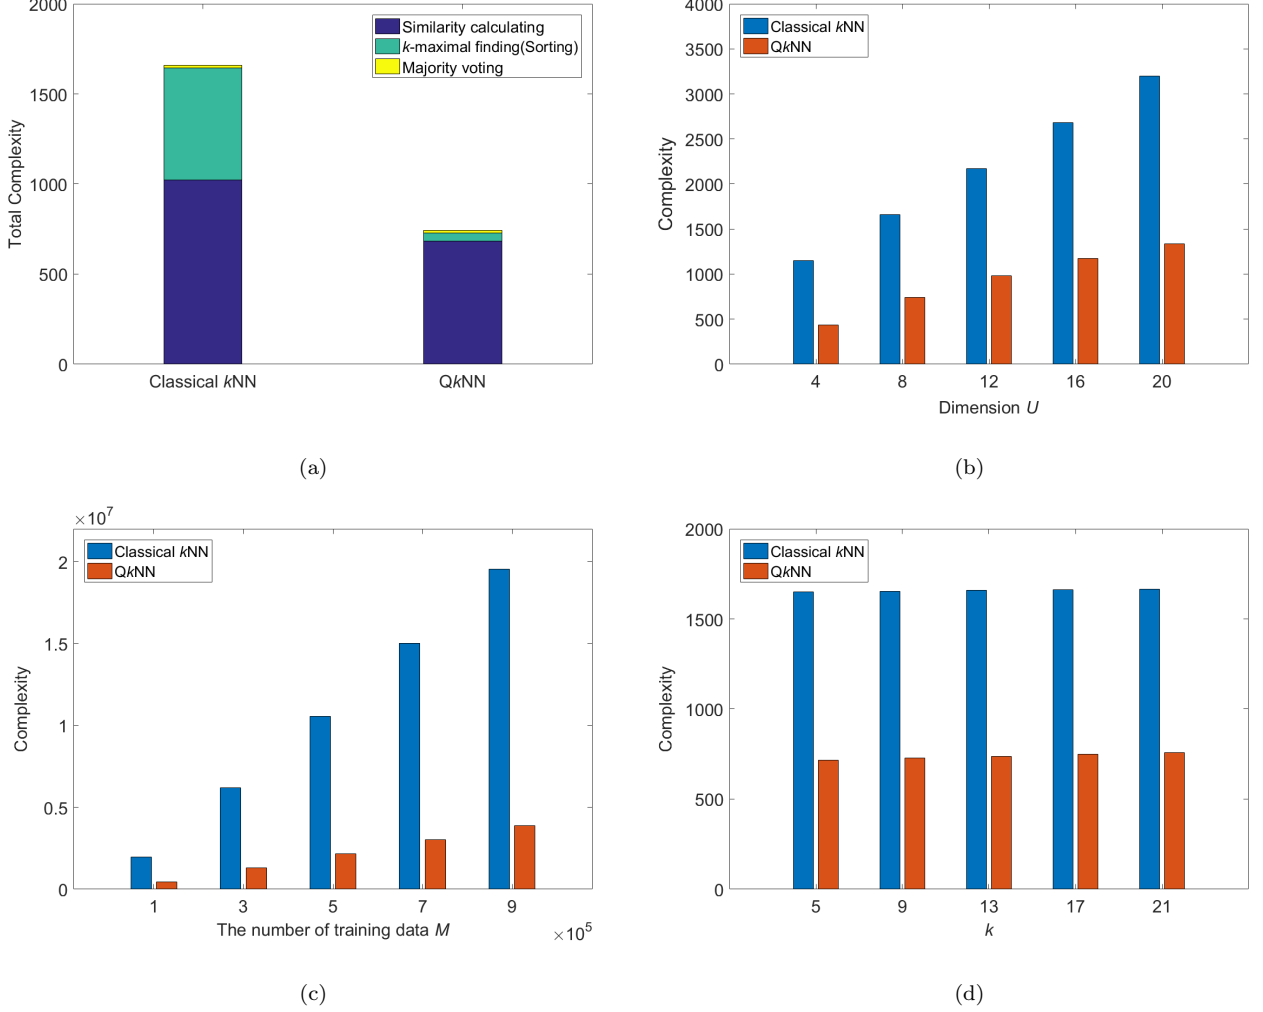 2000
1500
1000
500
0
Total Complexity
Similarity calculating
k-maximal finding(Sorting)
Majority voting
Classical kNN
QkNN
(a)
4000
3500
3000
2500
2000
1500
1000
500
0
Complexity
Classical kNN
QkNN
4 8 12 16 20
Dimension U
(b)
×10^7
2
1.5
1
0.5
0
Complexity
Classical kNN
QkNN
1 3 5 7 9
The number of training data M
×10^5
(c)
2000
1500
1000
500
0
Complexity
Classical kNN
QkNN
5 9 13 17 21
k
(d)